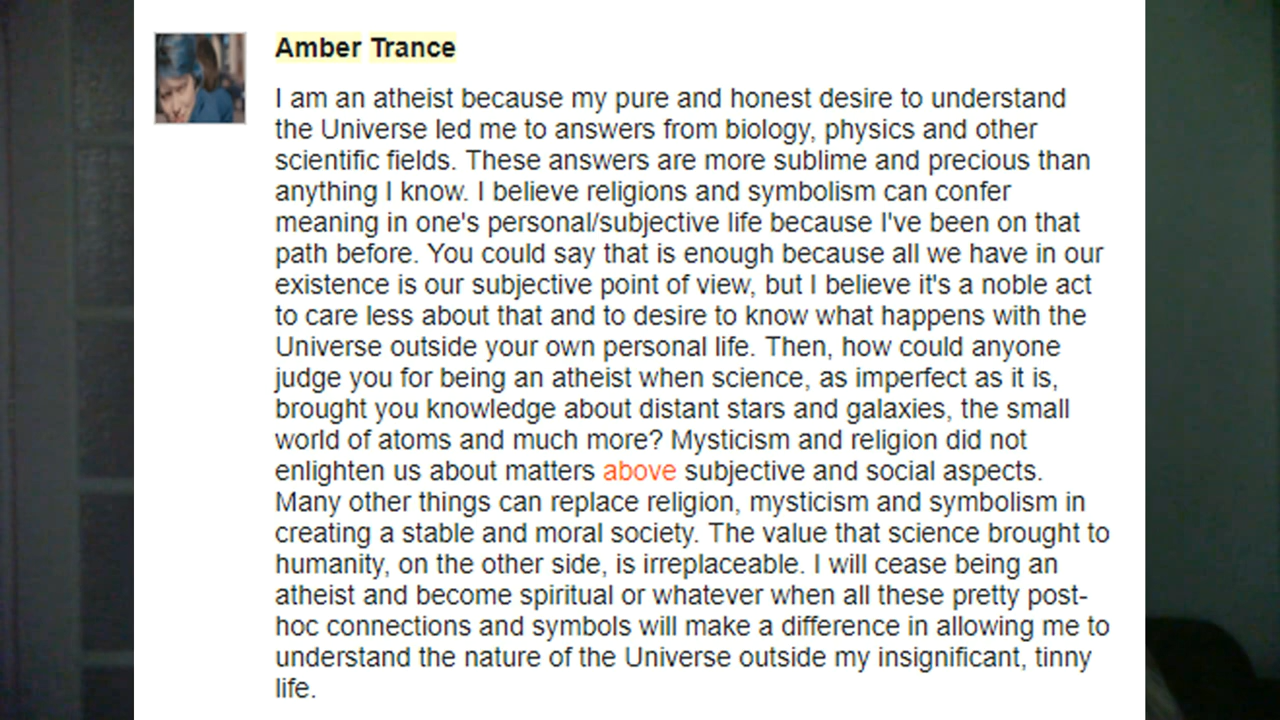 Amber Trance
I am an atheist because my pure and honest desire to understand
the Universe led me to answers from biology, physics and other
scientific fields. These answers are more sublime and precious than
anything I know. I believe religions and symbolism can confer
meaning in one's personal/subjective life because I've been on that
path before. You could say that is enough because all we have in our
existence is our subjective point of view, but I believe it's a noble act
to care less about that and to desire to know what happens with the
Universe outside your own personal life. Then, how could anyone
judge you for being an atheist when science, as imperfect as it is,
brought you knowledge about distant stars and galaxies, the small
world of atoms and much more? Mysticism and religion did not
enlighten us about matters above subjective and social aspects.
Many other things can replace religion, mysticism and symbolism in
creating a stable and moral society. The value that science brought to
humanity, on the other side, is irreplaceable. I will cease being an
atheist and become spiritual or whatever when all these pretty post-
hoc connections and symbols will make a difference in allowing me to
understand the nature of the Universe outside my insignificant, tinny
life.